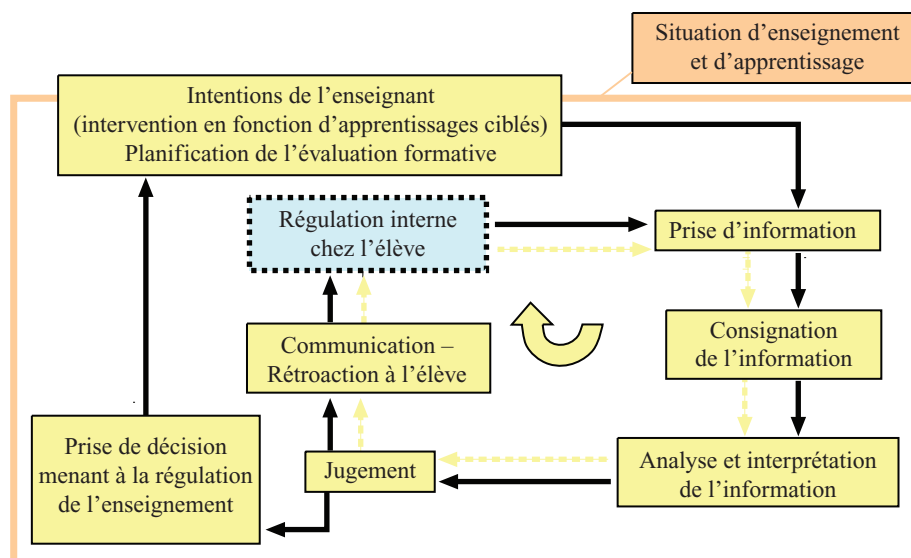 Situation d’enseignement
et d’apprentissage
Intentions de l’enseignant
(intervention en fonction d’apprentissages ciblés)
Planification de l’évaluation formative
Régulation interne
chez l’élève
Prise d’information
Communication –
Rétroaction à l’élève
Consignation
de l’information
Prise de décision
menant à la régulation
de l’enseignement
Jugement
Analyse et interprétation
de l’information